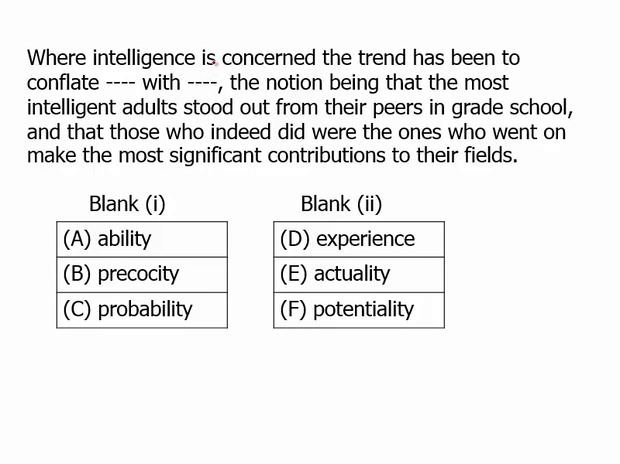 Where intelligence is concerned the trend has been to
conflate ---- with ----, the notion being that the most
intelligent adults stood out from their peers in grade school,
and that those who indeed did were the ones who went on
make the most significant contributions to their fields.
Blank (i) Blank (ii)
(A) ability (D) experience
(B) precocity (E) actuality
(C) probability (F) potentiality